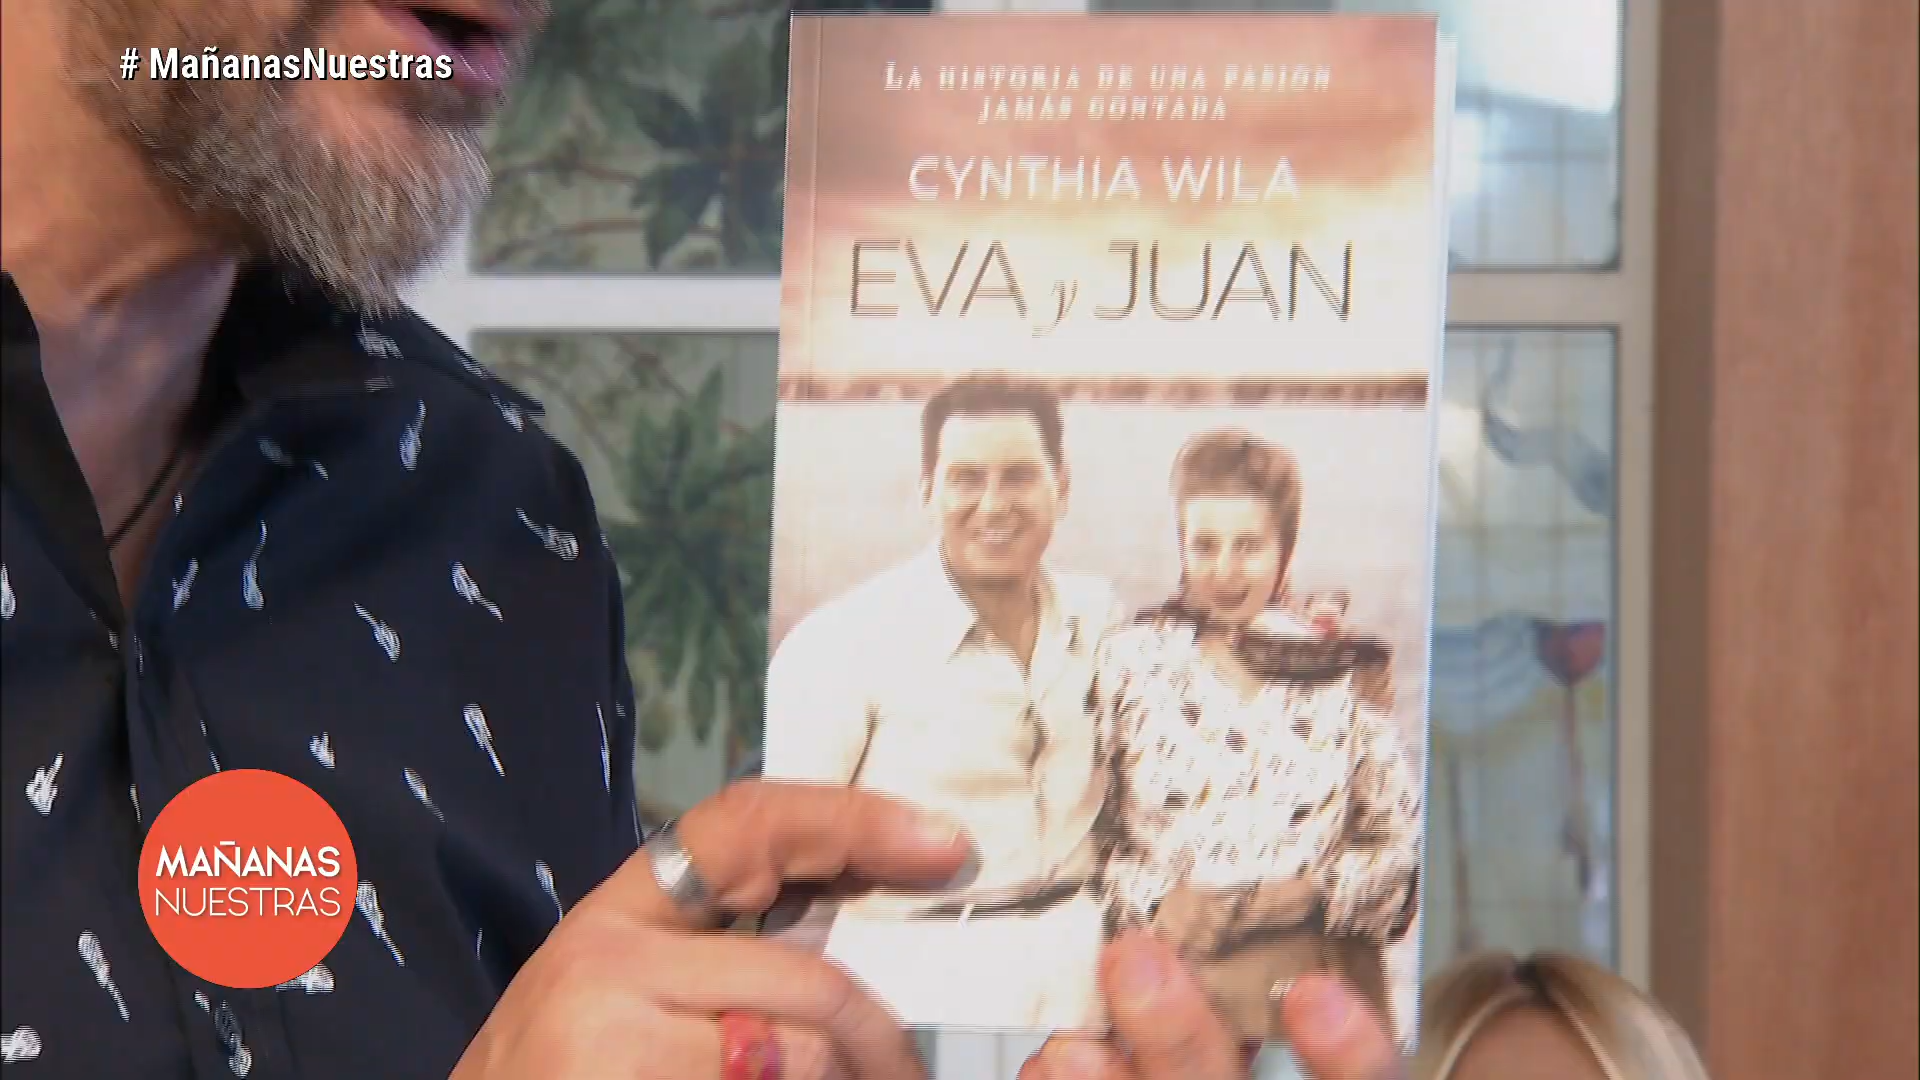 # MañanasNuestras
LA HISTORIA DE UNA PASIÓN
JAMÁS CONTADA
CYNTHIA WILA
EVA y JUAN
MAÑANAS
NUESTRAS